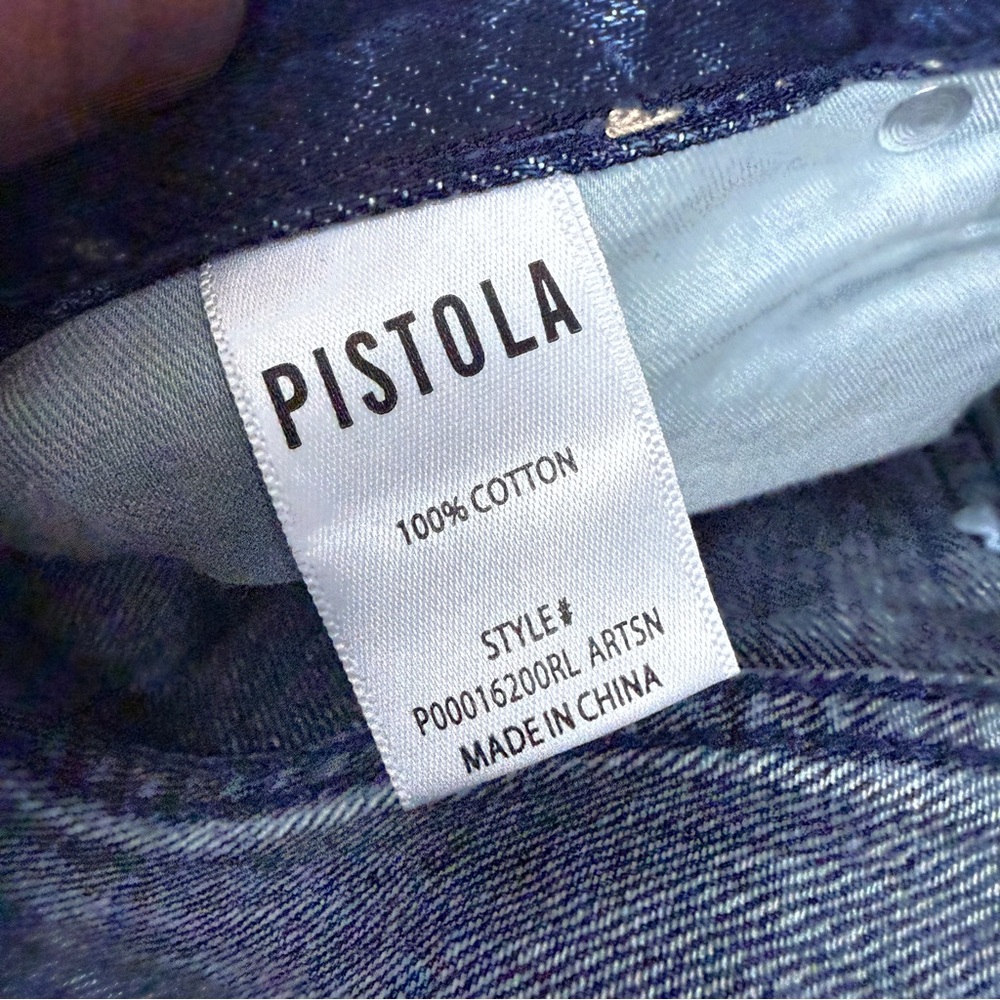 PISTOLA
100% COTTON
STYLE#
P00016200RL ARTSN
MADE IN CHINA